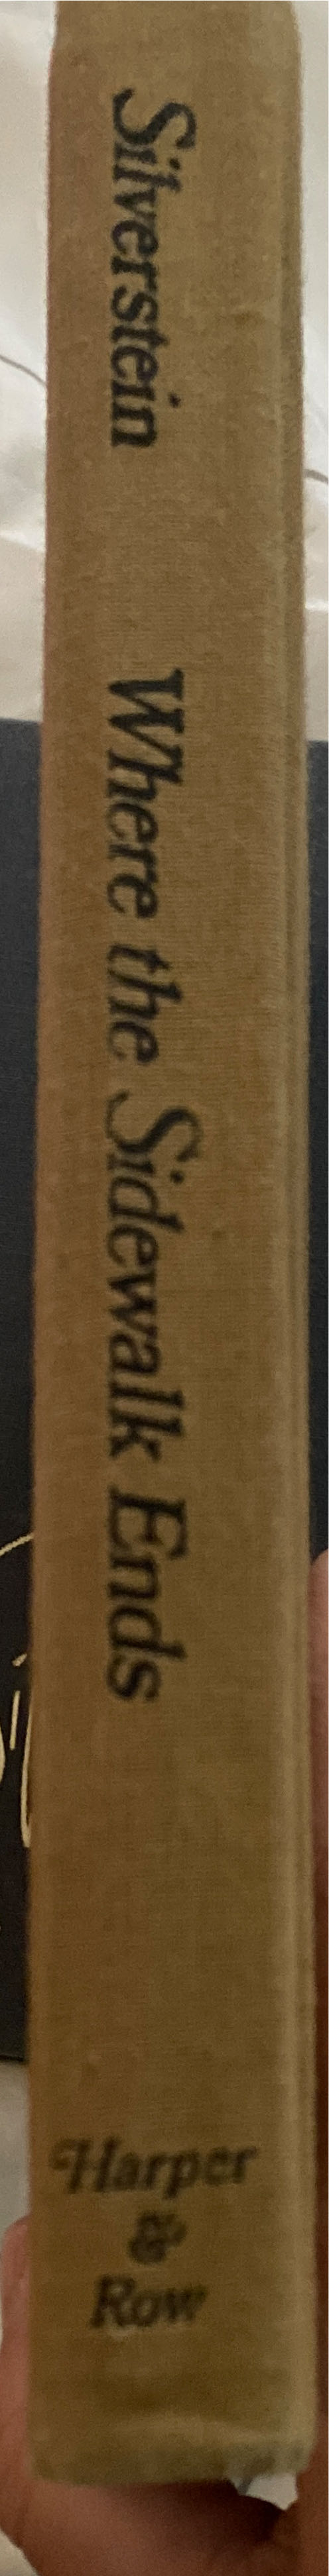 Silverstein
Where the Sidewalk Ends
Harper
&
Row